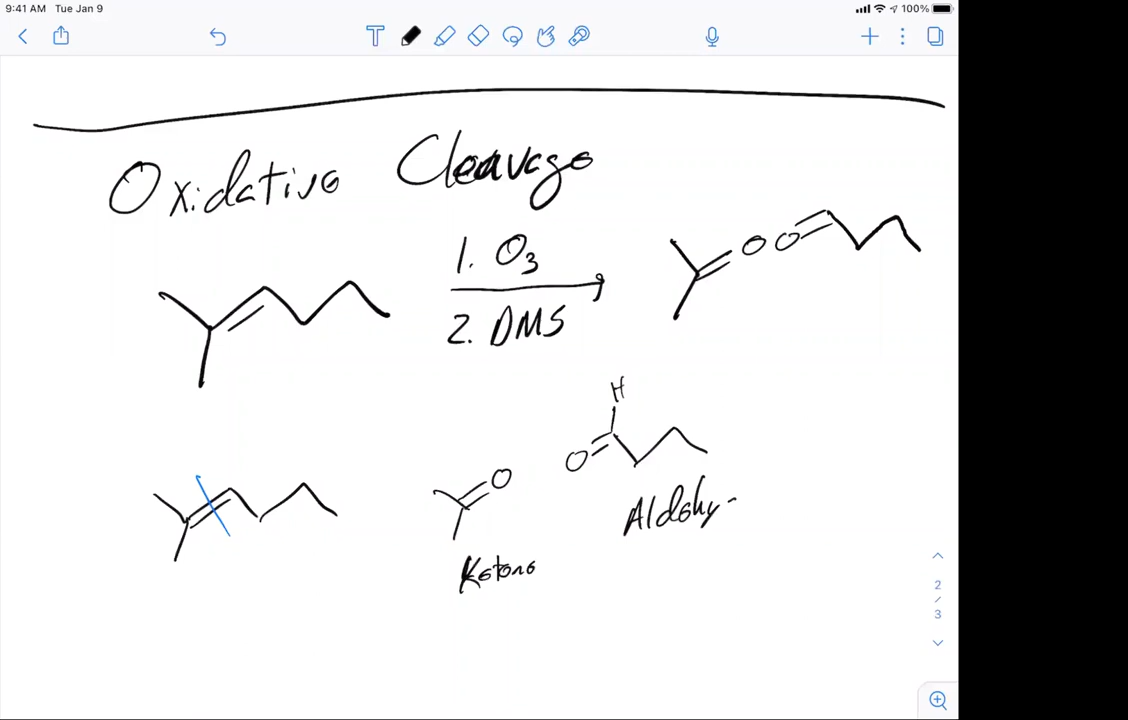 9:41 AM Tue Jan 9
100%
T
Oxidative Cleavage
1. O3
2. DMS
O O
H
O
O
Aldehy
Ketone
2
/
3